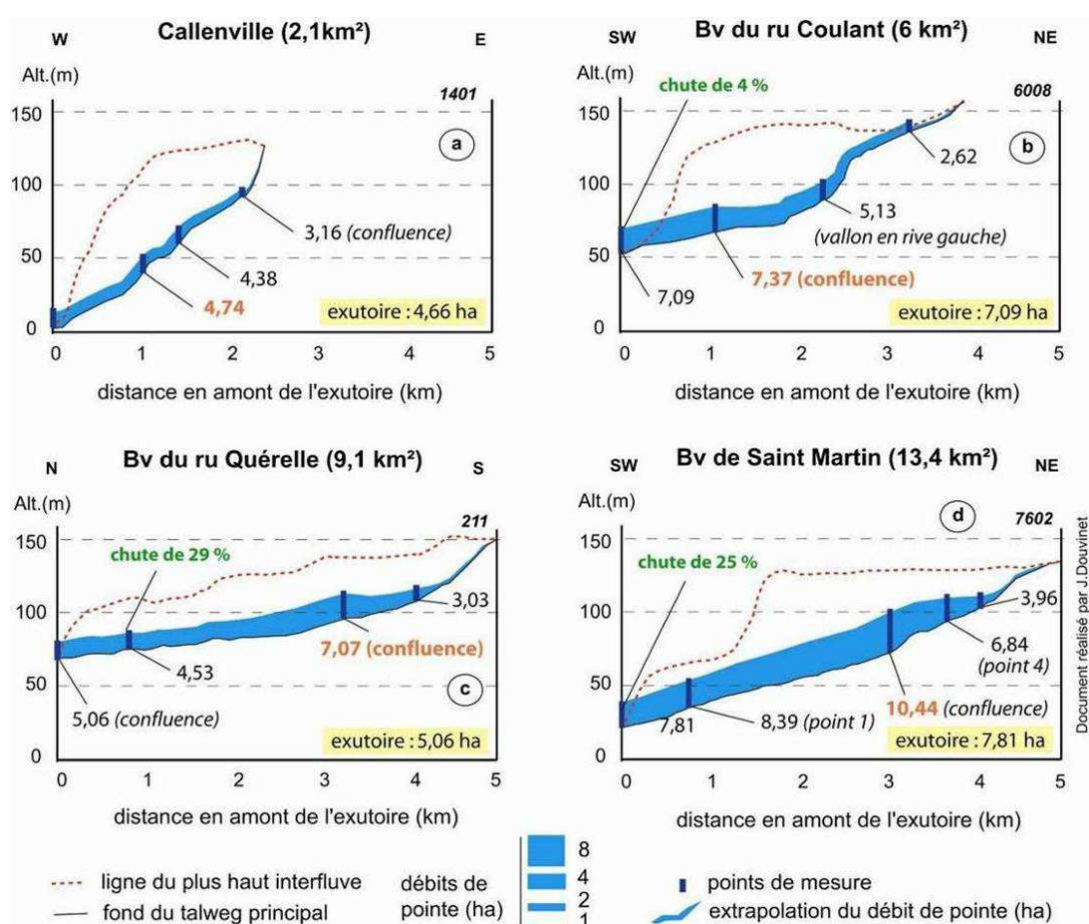 Callenville (2,1km²)
W
E
Alt.(m)
1401
150
a
100
3,16 (confluence)
50
4,38
4,74
exutoire : 4,66 ha
0
0 1 2 3 4 5
distance en amont de l'exutoire (km)
Bv du ru Coulant (6 km²)
SW
NE
Alt.(m)
chute de 4 %
6008
150
2,62
b
100
5,13
(vallon en rive gauche)
50
7,37 (confluence)
7,09
exutoire : 7,09 ha
0
0 1 2 3 4 5
distance en amont de l'exutoire (km)
Bv du ru Quérelle (9,1 km²)
N
S
Alt.(m)
211
150
chute de 29 %
100
3,03
7,07 (confluence)
4,53
50
c
5,06 (confluence)
exutoire : 5,06 ha
0
0 1 2 3 4 5
distance en amont de l'exutoire (km)
Bv de Saint Martin (13,4 km²)
SW
NE
Alt.(m)
d
7602
150
chute de 25 %
100
3,96
6,84
(point 4)
50
10,44 (confluence)
7,81
8,39 (point 1)
exutoire : 7,81 ha
0
0 1 2 3 4 5
distance en amont de l'exutoire (km)
Document réalisé par J.Douvinet
ligne du plus haut interfluve
fond du talweg principal
débits de
pointe (ha)
8
4
2
1
points de mesure
extrapolation du débit de pointe (ha)